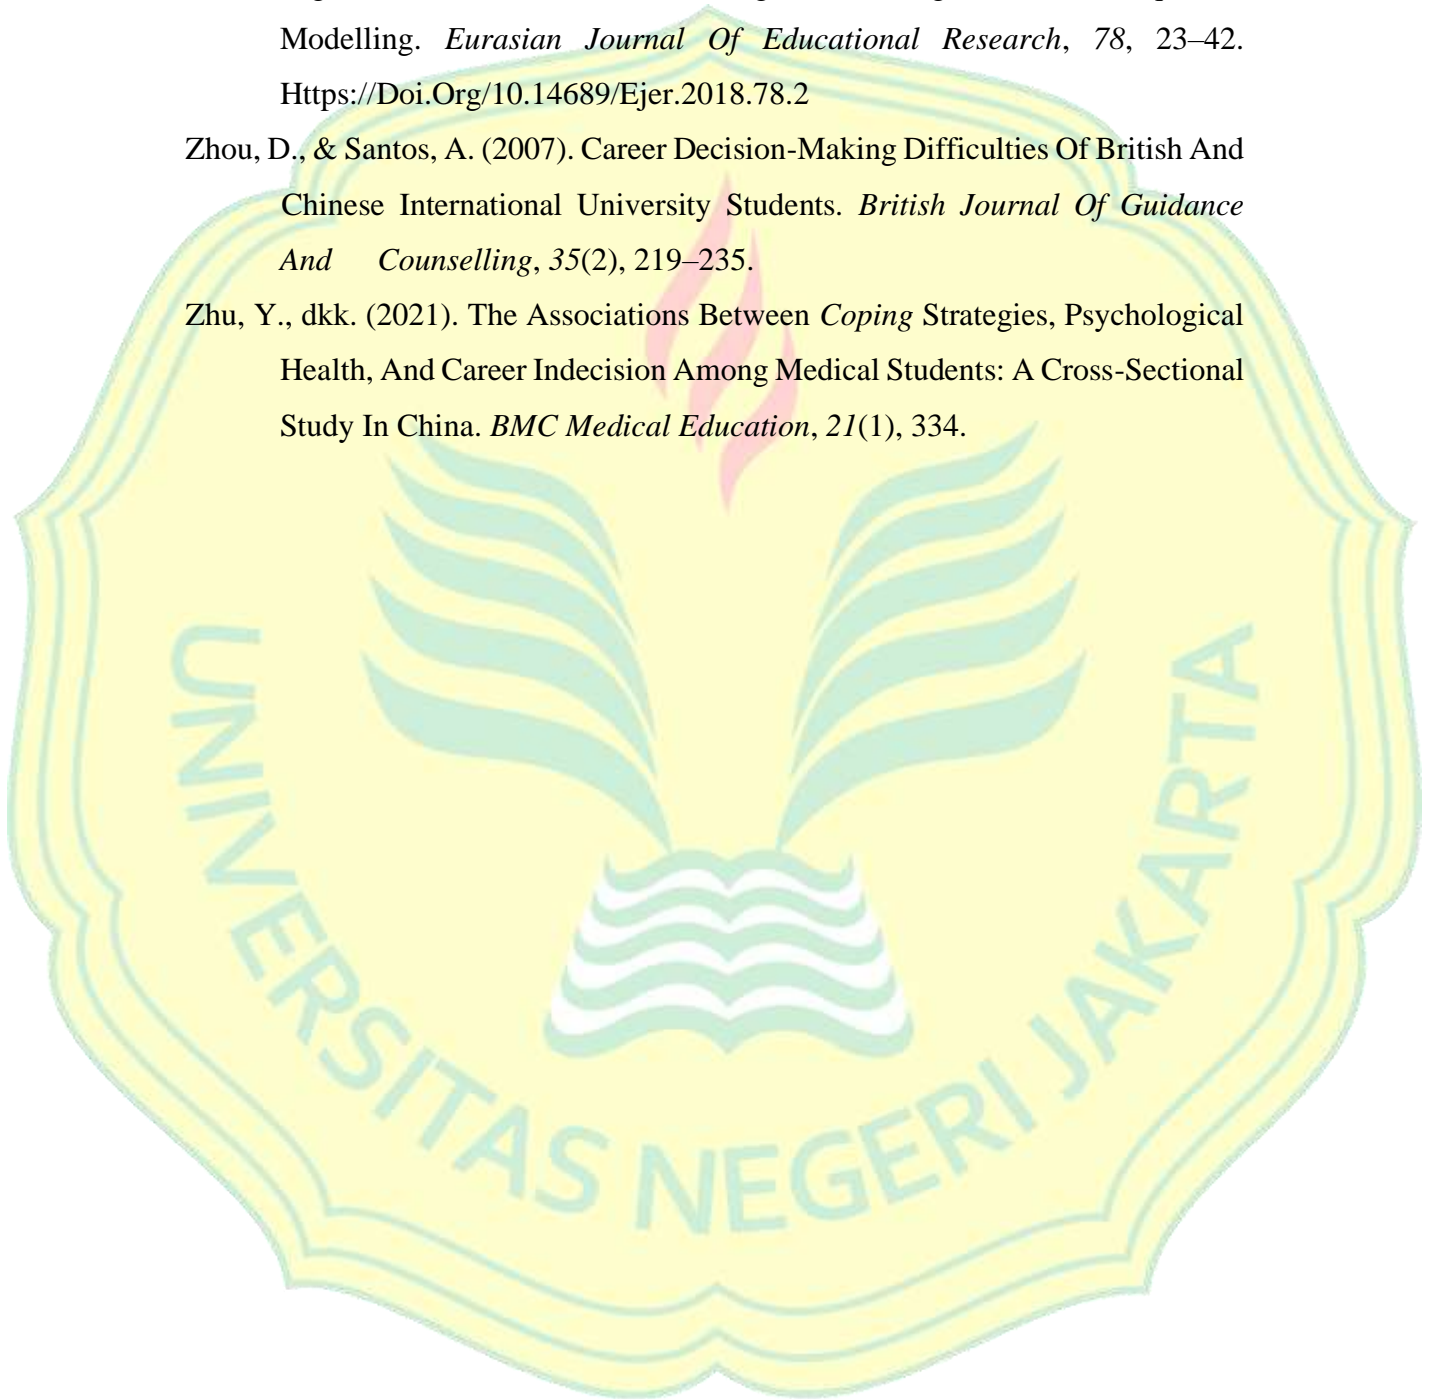 Modelling. Eurasian Journal Of Educational Research, 78, 23–42.
Https://Doi.Org/10.14689/Ejer.2018.78.2
Zhou, D., & Santos, A. (2007). Career Decision-Making Difficulties Of British And
Chinese International University Students. British Journal Of Guidance
And Counselling, 35(2), 219–235.
Zhu, Y., dkk. (2021). The Associations Between Coping Strategies, Psychological
Health, And Career Indecision Among Medical Students: A Cross-Sectional
Study In China. BMC Medical Education, 21(1), 334.
UNIVERSITAS NEGERI JAKARTA